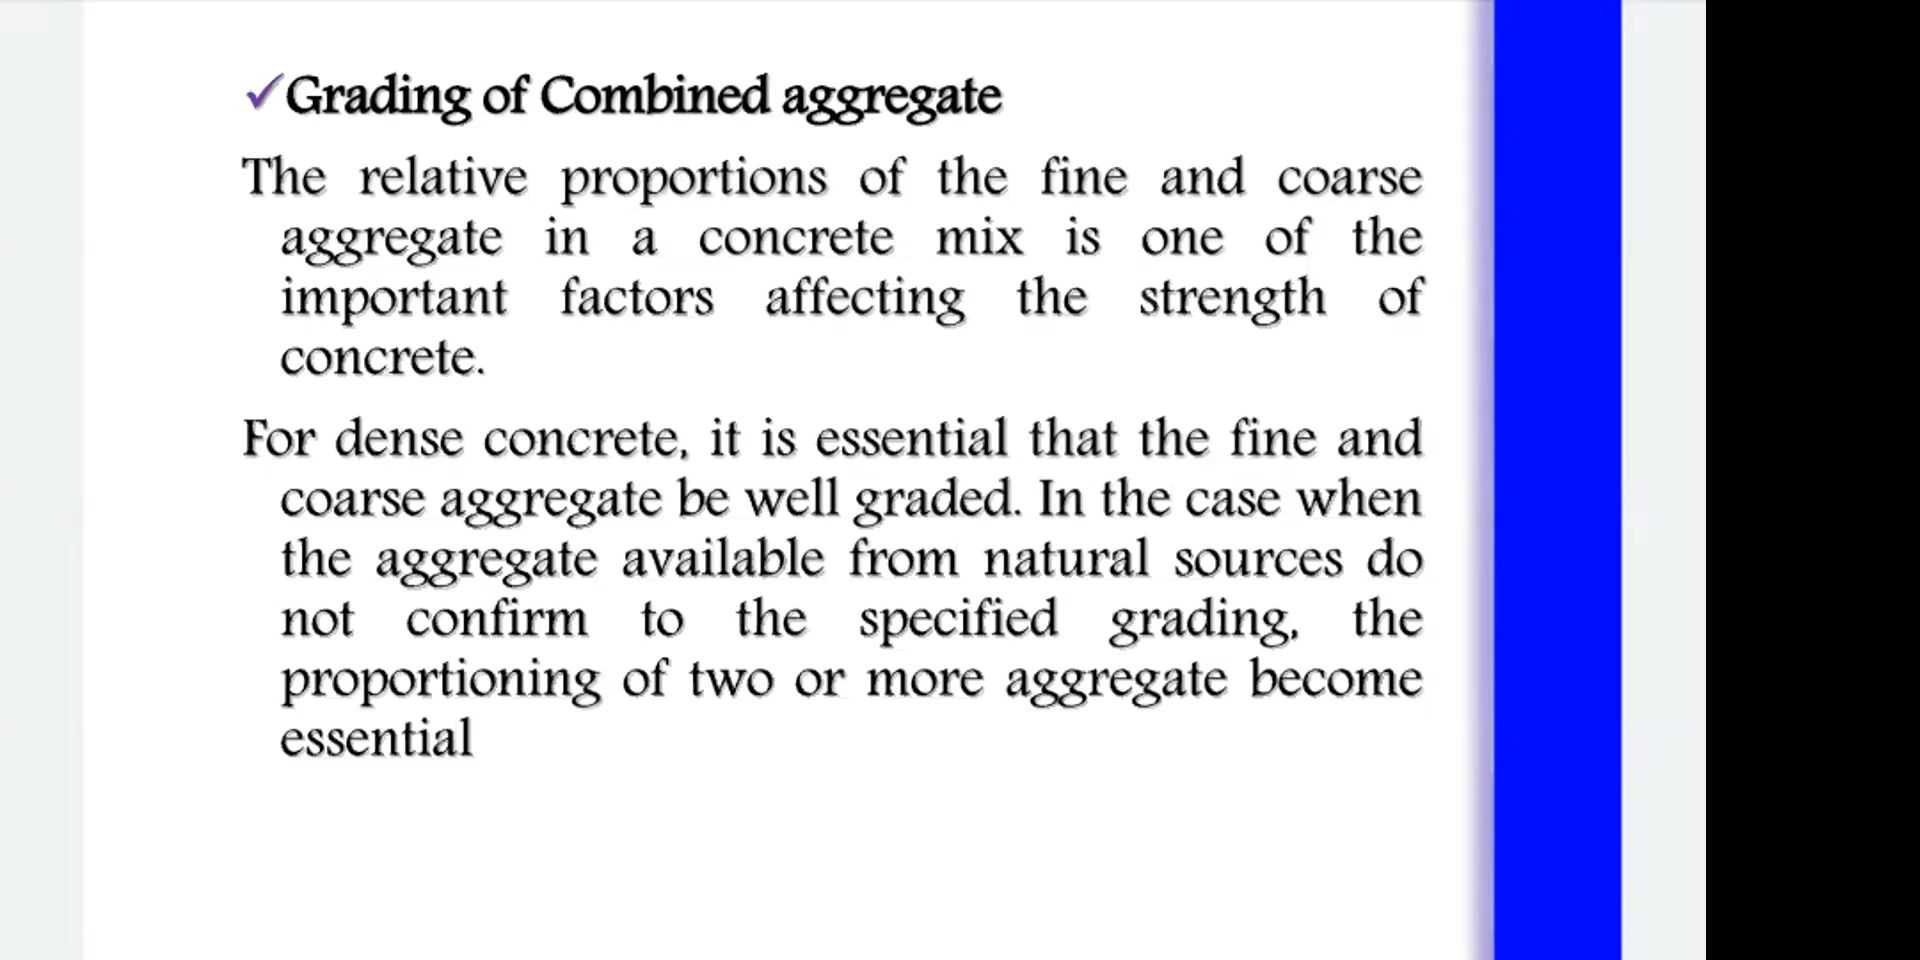 ✓Grading of Combined aggregate
The relative proportions of the fine and coarse
aggregate in a concrete mix is one of the
important factors affecting the strength of
concrete.
For dense concrete, it is essential that the fine and
coarse aggregate be well graded. In the case when
the aggregate available from natural sources do
not confirm to the specified grading, the
proportioning of two or more aggregate become
essential